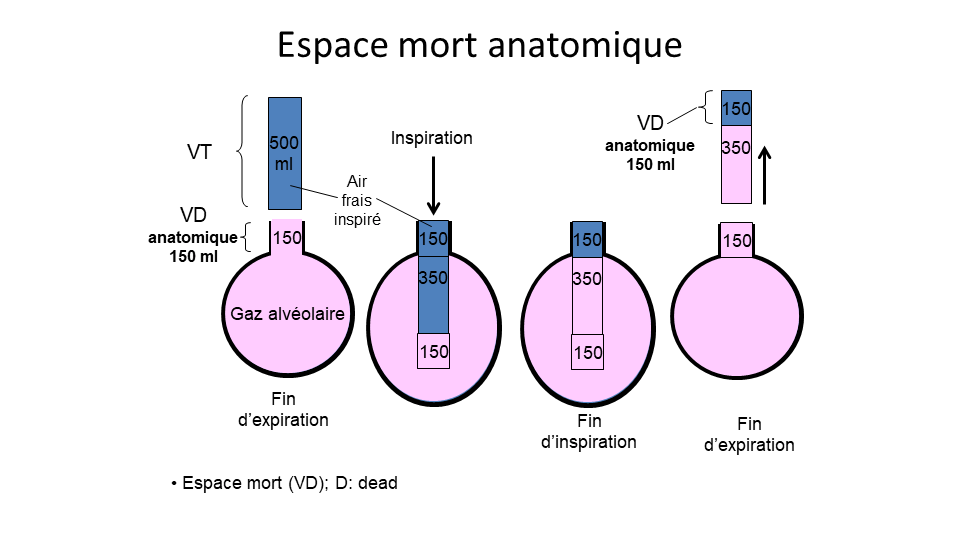 Espace mort anatomique
VT
500
ml
VD
anatomique
150 ml
150
Gaz alvéolaire
Fin
d’expiration
Air
frais
inspiré
Inspiration
150
350
150
150
350
150
Fin
d’inspiration
VD
anatomique
150 ml
150
350
150
Fin
d’expiration
• Espace mort (VD); D: dead